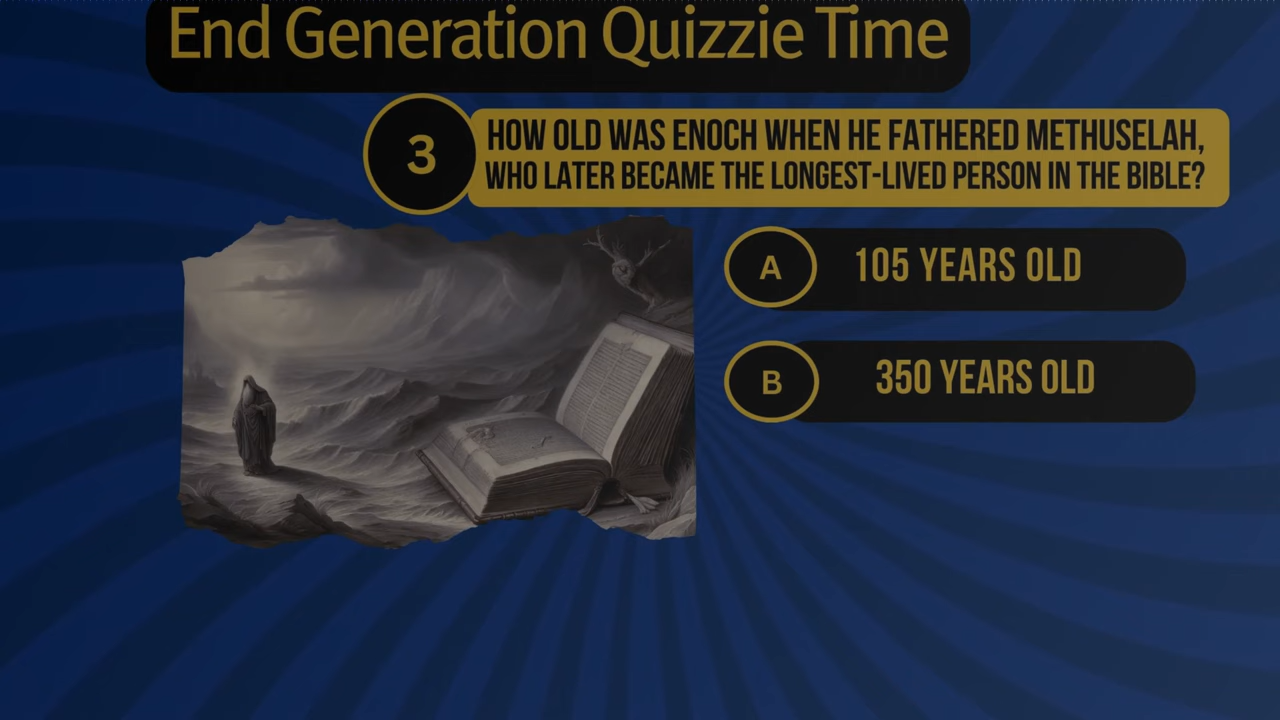 End Generation Quizzie Time
3
HOW OLD WAS ENOCH WHEN HE FATHERED METHUSELAH,
WHO LATER BECAME THE LONGEST-LIVED PERSON IN THE BIBLE?
A
105 YEARS OLD
B
350 YEARS OLD